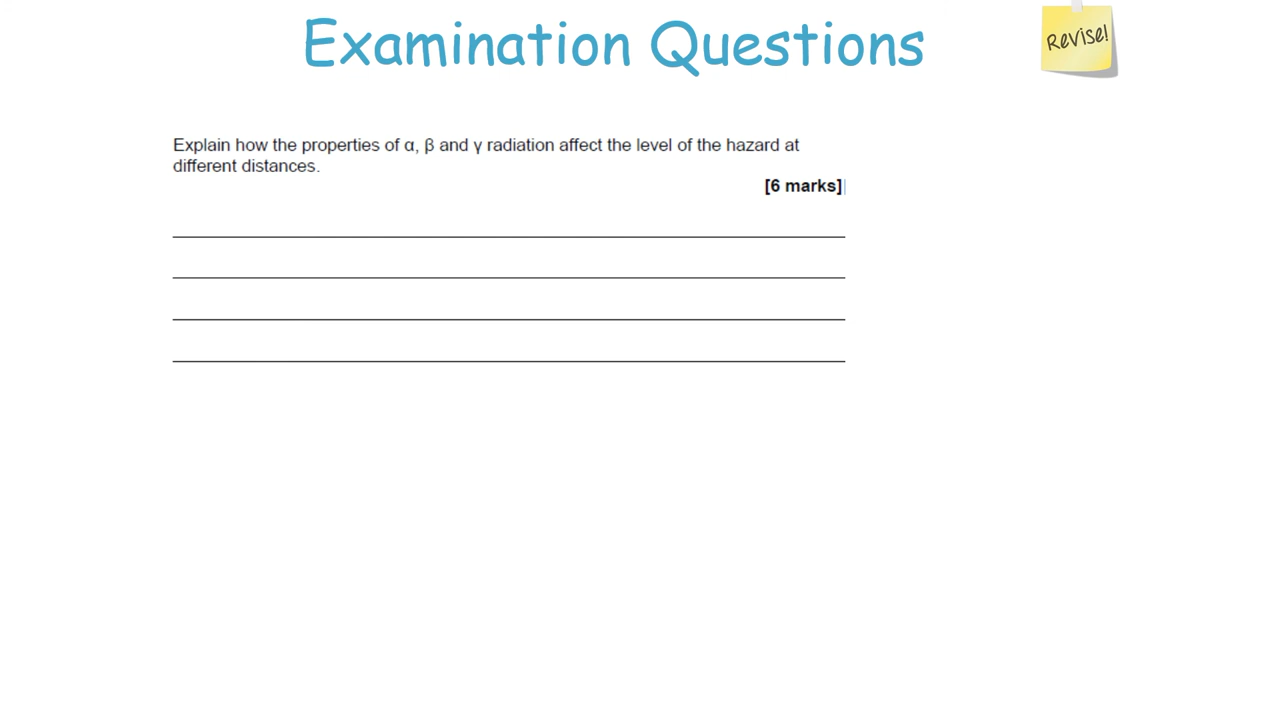 Examination Questions
Revise!
Explain how the properties of α, β and γ radiation affect the level of the hazard at
different distances.
[6 marks]